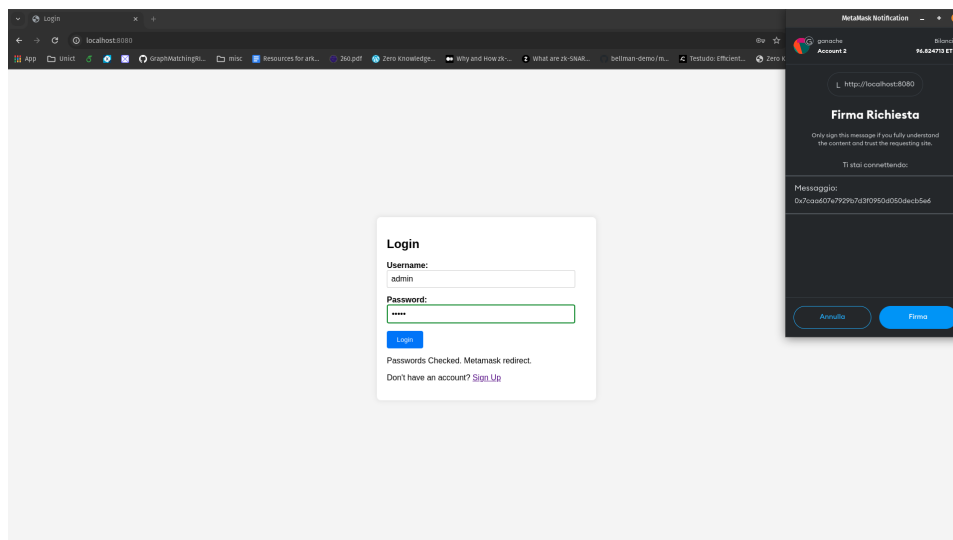 Login
localhost:8080
App
Unict
GraphMatchingRi...
misc
Resources for ark...
260.pdf
Zero Knowledge...
Why and How zk-...
What are zk-SNAR...
bellman-demo/m...
Testudo: Efficient...
Zero K
Login
Username:
admin
Password:
•••••
Login
Passwords Checked. Metamask redirect.
Don't have an account? Sign Up
MetaMask Notification
ganache
Bilanc
Account 2
96.824713 ET
L http://localhost:8080
Firma Richiesta
Only sign this message if you fully understand
the content and trust the requesting site.
Ti stai connettendo:
Messaggio:
0x7caa607e7929b7d3f0950d050decb5e6
Annulla
Firma